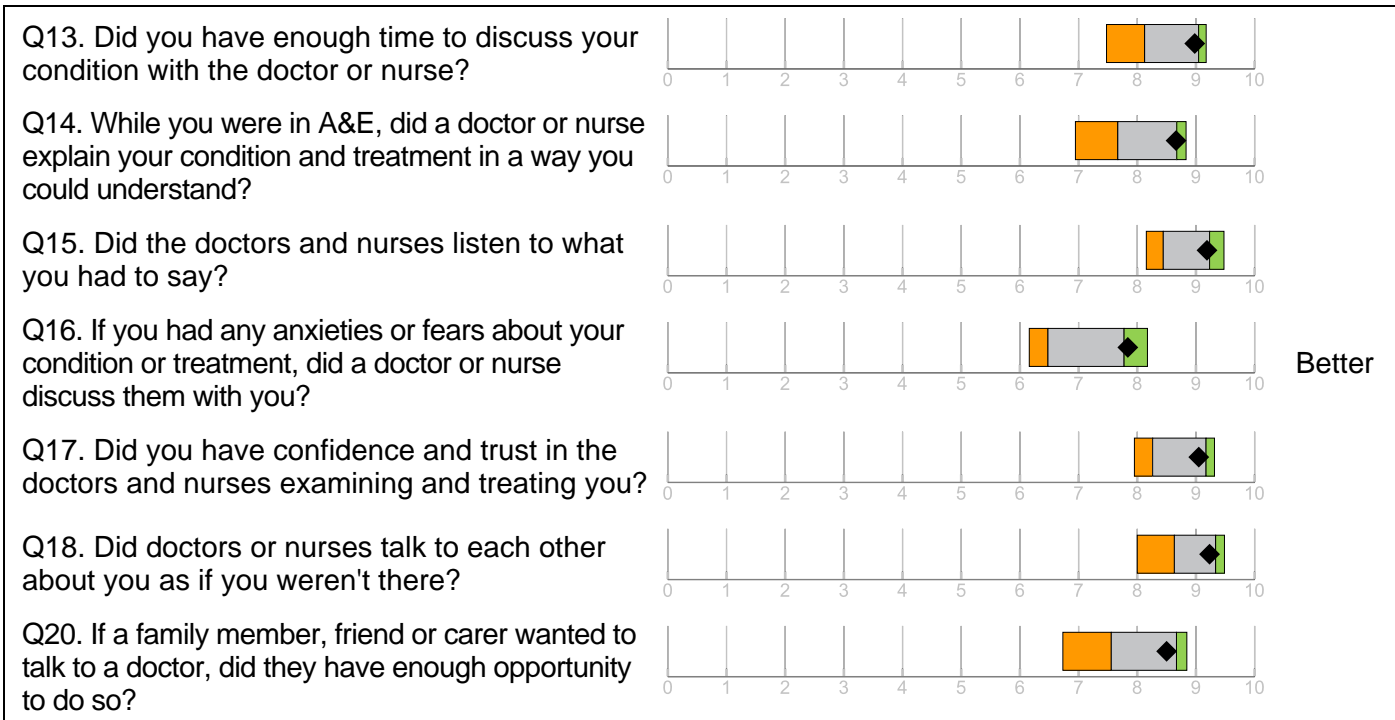 Q13. Did you have enough time to discuss your
condition with the doctor or nurse?
0 1 2 3 4 5 6 7 8 9 10
Q14. While you were in A&E, did a doctor or nurse
explain your condition and treatment in a way you
could understand?
0 1 2 3 4 5 6 7 8 9 10
Q15. Did the doctors and nurses listen to what
you had to say?
0 1 2 3 4 5 6 7 8 9 10
Q16. If you had any anxieties or fears about your
condition or treatment, did a doctor or nurse
discuss them with you?
0 1 2 3 4 5 6 7 8 9 10
Better
Q17. Did you have confidence and trust in the
doctors and nurses examining and treating you?
0 1 2 3 4 5 6 7 8 9 10
Q18. Did doctors or nurses talk to each other
about you as if you weren't there?
0 1 2 3 4 5 6 7 8 9 10
Q20. If a family member, friend or carer wanted to
talk to a doctor, did they have enough opportunity
to do so?
0 1 2 3 4 5 6 7 8 9 10